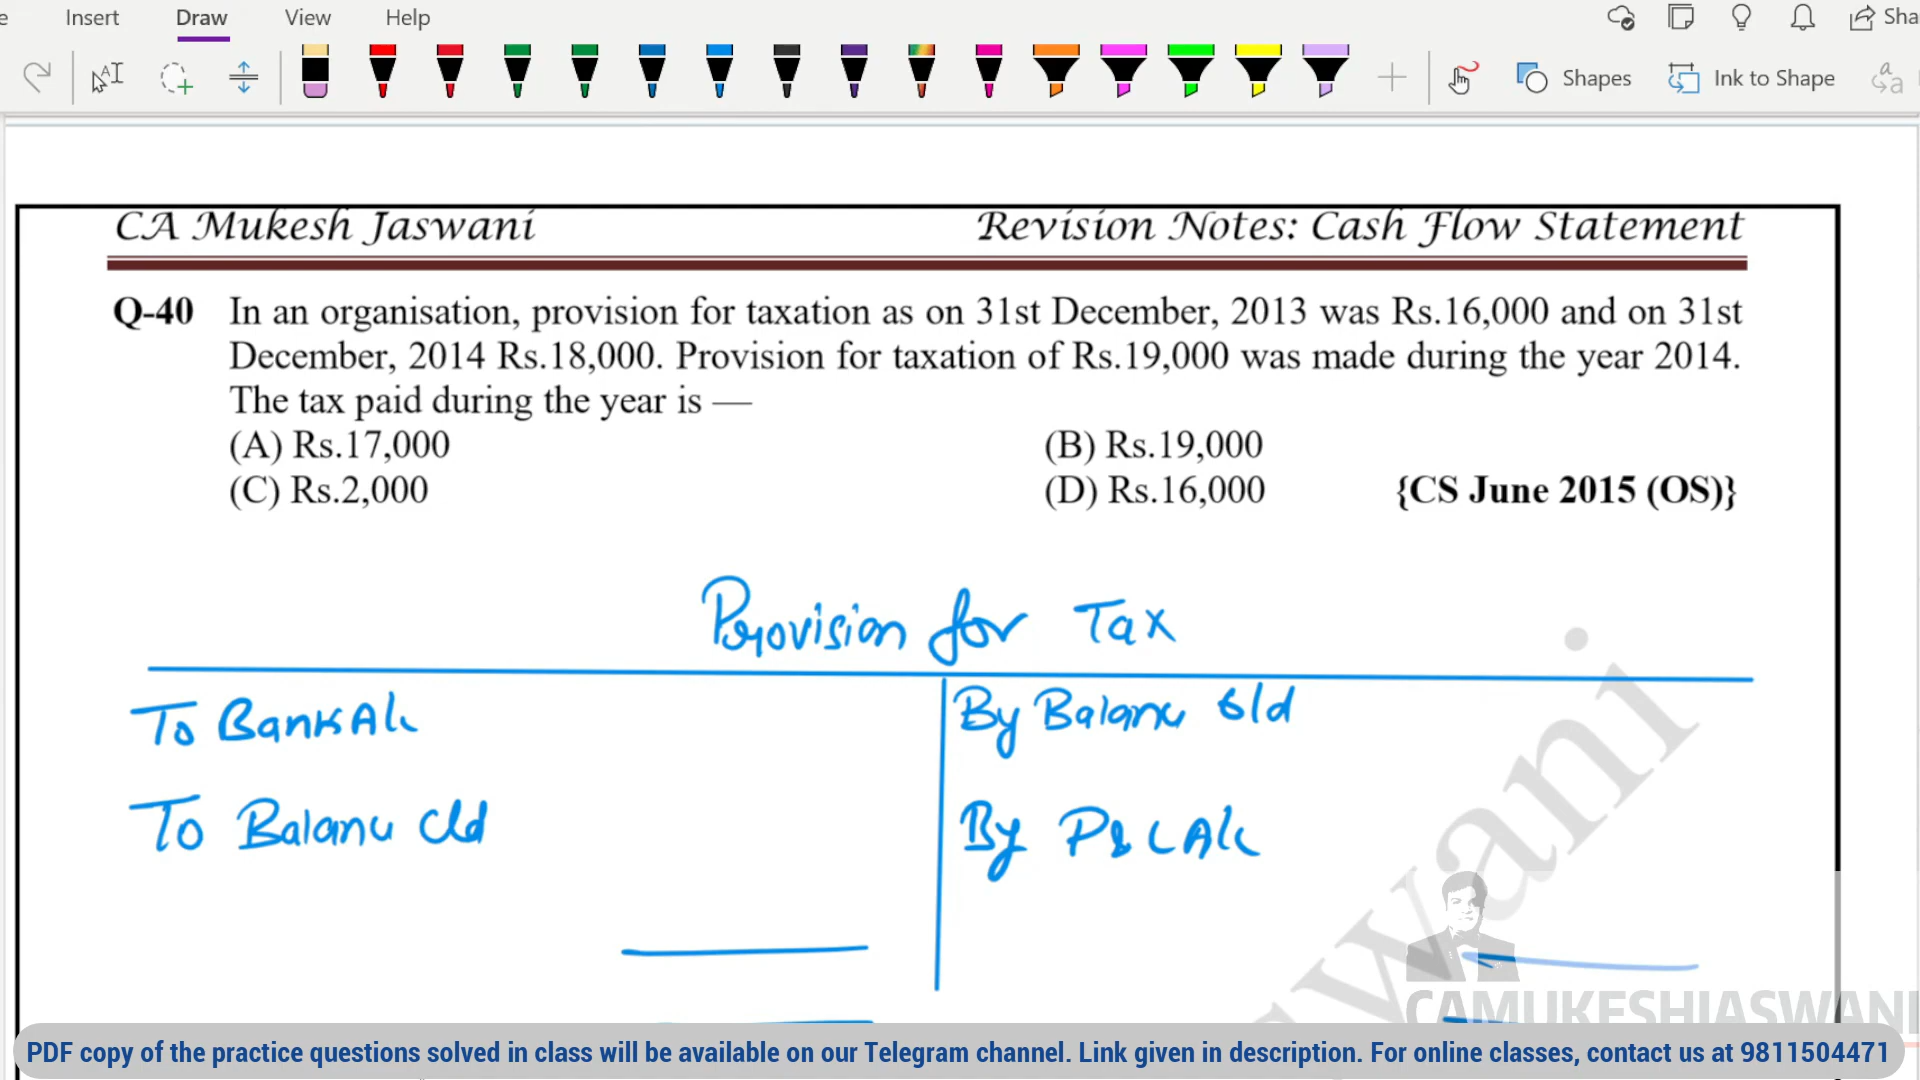 Insert Draw View Help
Shapes Ink to Shape
CA Mukesh Jaswani Revision Notes: Cash Flow Statement
Q-40 In an organisation, provision for taxation as on 31st December, 2013 was Rs.16,000 and on 31st
December, 2014 Rs.18,000. Provision for taxation of Rs.19,000 was made during the year 2014.
The tax paid during the year is —
(A) Rs.17,000 (B) Rs.19,000
(C) Rs.2,000 (D) Rs.16,000 {CS June 2015 (OS)}
Provision for Tax
To Bank A/c By Balance b/d
To Balance c/d By P&L A/c
CAMUKESHJASWANI
PDF copy of the practice questions solved in class will be available on our Telegram channel. Link given in description. For online classes, contact us at 9811504471